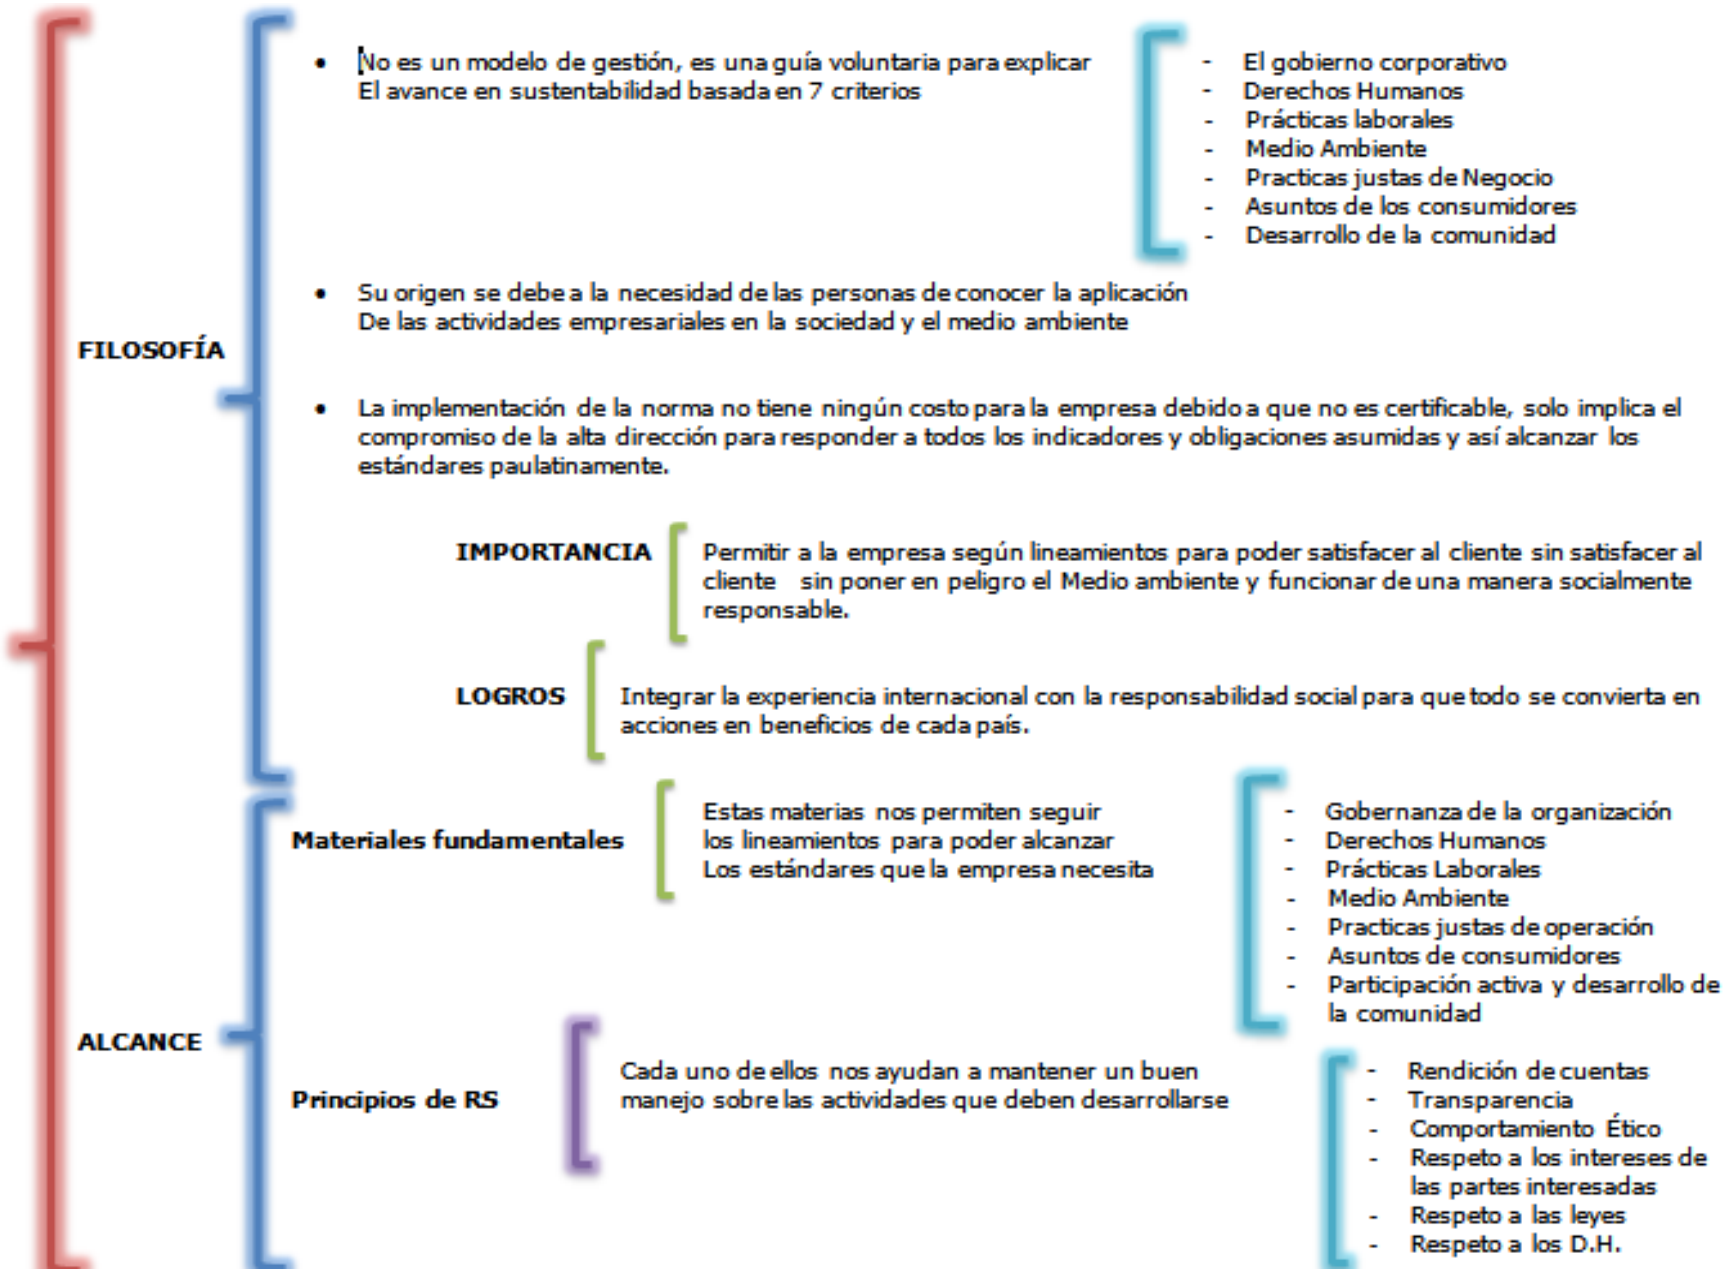 FILOSOFÍA
• No es un modelo de gestión, es una guía voluntaria para explicar
El avance en sustentabilidad basada en 7 criterios
- El gobierno corporativo
- Derechos Humanos
- Prácticas laborales
- Medio Ambiente
- Practicas justas de Negocio
- Asuntos de los consumidores
- Desarrollo de la comunidad
• Su origen se debe a la necesidad de las personas de conocer la aplicación
De las actividades empresariales en la sociedad y el medio ambiente
• La implementación de la norma no tiene ningún costo para la empresa debido a que no es certificable, solo implica el
compromiso de la alta dirección para responder a todos los indicadores y obligaciones asumidas y así alcanzar los
estándares paulatinamente.
IMPORTANCIA
Permitir a la empresa según lineamientos para poder satisfacer al cliente sin satisfacer al
cliente sin poner en peligro el Medio ambiente y funcionar de una manera socialmente
responsable.
LOGROS
Integrar la experiencia internacional con la responsabilidad social para que todo se convierta en
acciones en beneficios de cada país.
ALCANCE
Materiales fundamentales
Estas materias nos permiten seguir
los lineamientos para poder alcanzar
Los estándares que la empresa necesita
- Gobernanza de la organización
- Derechos Humanos
- Prácticas Laborales
- Medio Ambiente
- Practicas justas de operación
- Asuntos de consumidores
- Participación activa y desarrollo de
la comunidad
Principios de RS
Cada uno de ellos nos ayudan a mantener un buen
manejo sobre las actividades que deben desarrollarse
- Rendición de cuentas
- Transparencia
- Comportamiento Ético
- Respeto a los intereses de
las partes interesadas
- Respeto a las leyes
- Respeto a los D.H.